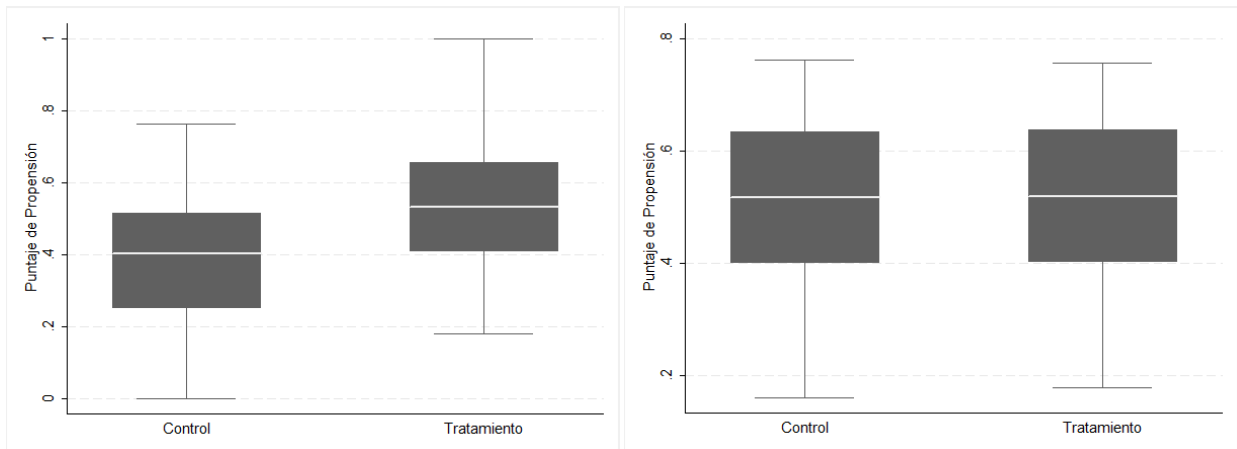 Puntaje de Propensión
1
.8
.6
.4
.2
0
Control Tratamiento
Puntaje de Propensión
.8
.6
.4
.2
Control Tratamiento